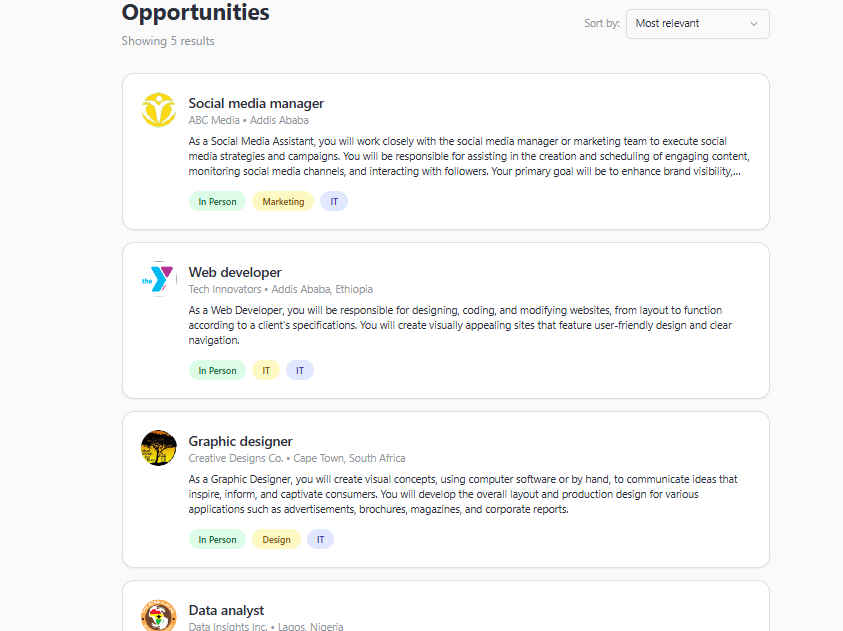 Opportunities
Showing 5 results
Sort by:
Most relevant
Social media manager
ABC Media • Addis Ababa
As a Social Media Assistant, you will work closely with the social media manager or marketing team to execute social
media strategies and campaigns. You will be responsible for assisting in the creation and scheduling of engaging content,
monitoring social media channels, and interacting with followers. Your primary goal will be to enhance brand visibility,...
In Person
Marketing
IT
the
Web developer
Tech Innovators • Addis Ababa, Ethiopia
As a Web Developer, you will be responsible for designing, coding, and modifying websites, from layout to function
according to a client's specifications. You will create visually appealing sites that feature user-friendly design and clear
navigation.
In Person
IT
IT
Graphic designer
Creative Designs Co. • Cape Town, South Africa
As a Graphic Designer, you will create visual concepts, using computer software or by hand, to communicate ideas that
inspire, inform, and captivate consumers. You will develop the overall layout and production design for various
applications such as advertisements, brochures, magazines, and corporate reports.
In Person
Design
IT
Data analyst
Data Insights Inc. • Lagos, Nigeria